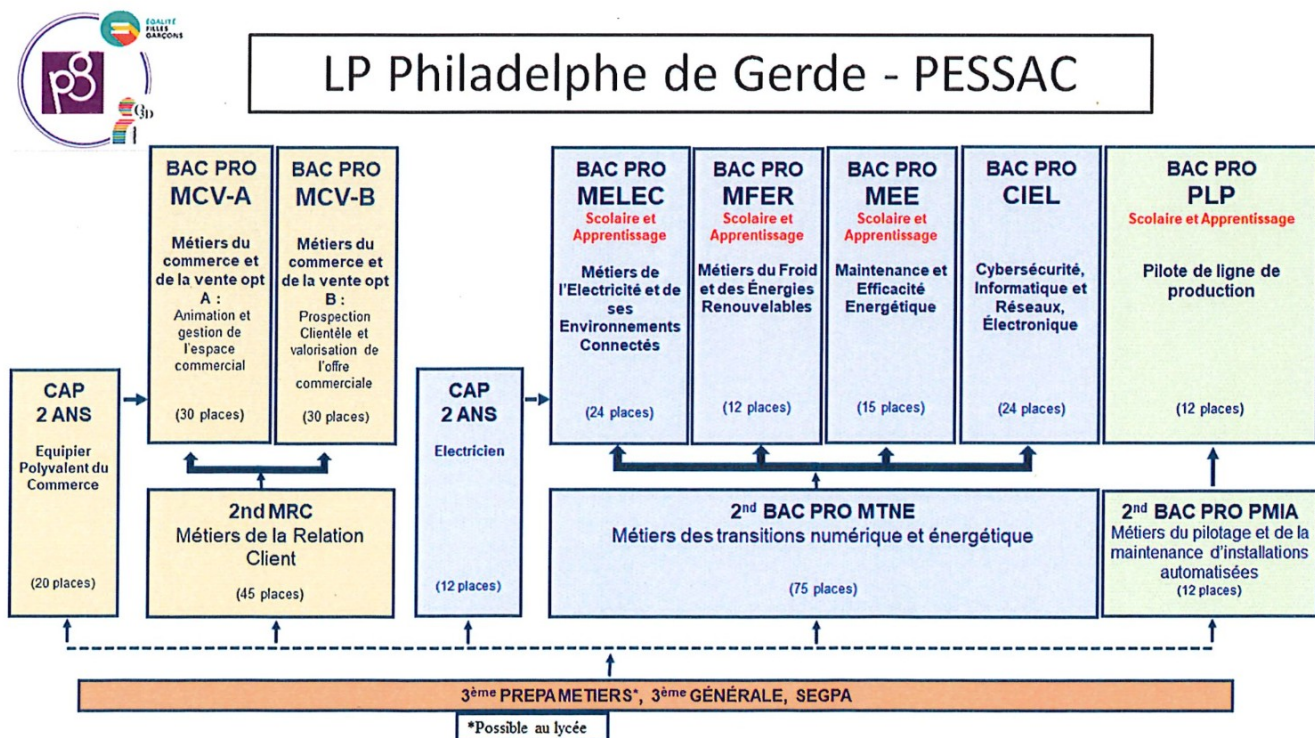 ÉGALITÉ
FILLES
GARÇONS
p8
G3D
LP Philadelphe de Gerde - PESSAC
BAC PRO
MCV-A
Métiers du
commerce et
de la vente opt
A :
Animation et
gestion de
l'espace
commercial
(30 places)
BAC PRO
MCV-B
Métiers du
commerce et
de la vente opt
B :
Prospection
Clientèle et
valorisation de
l'offre
commerciale
(30 places)
BAC PRO
MELEC
Scolaire et
Apprentissage
Métiers de
l'Electricité et de
ses
Environnements
Connectés
(24 places)
BAC PRO
MFER
Scolaire et
Apprentissage
Métiers du Froid
et des Énergies
Renouvelables
(12 places)
BAC PRO
MEE
Scolaire et
Apprentissage
Maintenance et
Efficacité
Energétique
(15 places)
BAC PRO
CIEL
Cybersécurité,
Informatique et
Réseaux,
Électronique
(24 places)
BAC PRO
PLP
Scolaire et Apprentissage
Pilote de ligne de
production
(12 places)
CAP
2 ANS
Equipier
Polyvalent du
Commerce
(20 places)
2nd MRC
Métiers de la Relation
Client
(45 places)
CAP
2 ANS
Electricien
(12 places)
2nd BAC PRO MTNE
Métiers des transitions numérique et énergétique
(75 places)
2nd BAC PRO PMIA
Métiers du pilotage et de la
maintenance d'installations
automatisées
(12 places)
3ème PREPAMETIERS*, 3ème GÉNÉRALE, SEGPA
*Possible au lycée